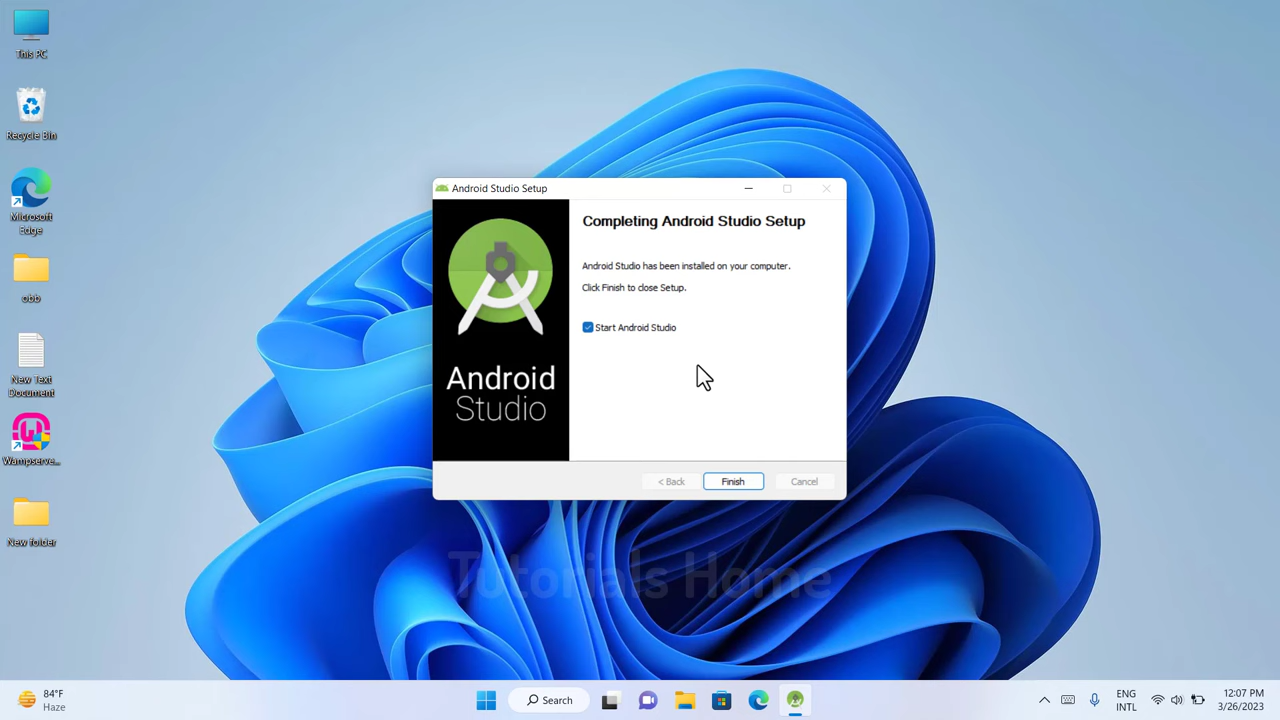 This PC
Recycle Bin
Microsoft
Edge
obb
New Text
Document
Wampserve...
New folder
Android Studio Setup
Android
Studio
Completing Android Studio Setup
Android Studio has been installed on your computer.
Click Finish to close Setup.
Start Android Studio
< Back
Finish
Cancel
Tutorials Home
84°F
Haze
Search
ENG
INTL
12:07 PM
3/26/2023